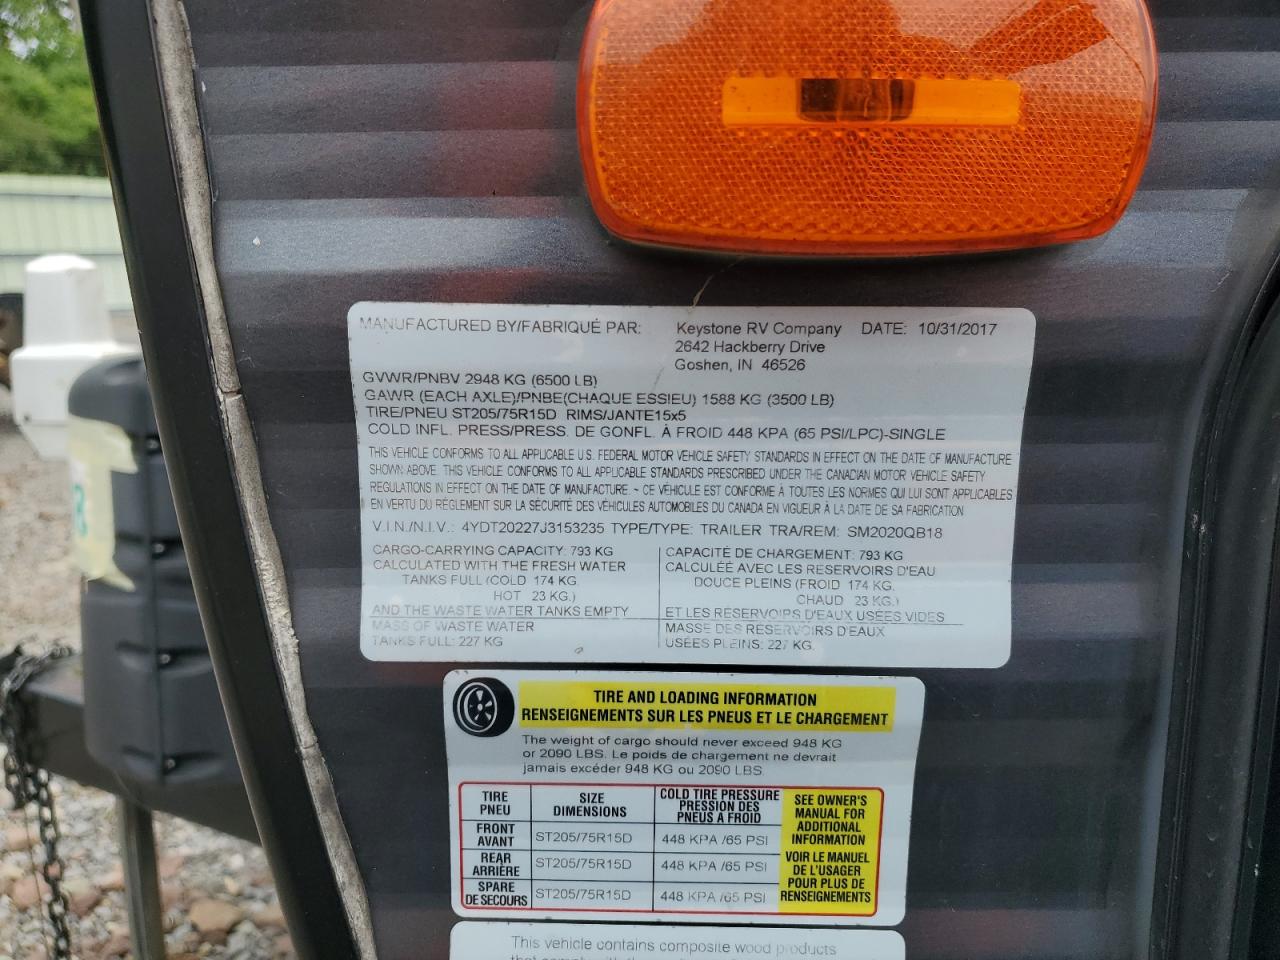 MANUFACTURED BY/FABRIQUÉ PAR: Keystone RV Company DATE: 10/31/2017
2642 Hackberry Drive
Goshen, IN 46526
GVWR/PNBV 2948 KG (6500 LB)
GAWR (EACH AXLE)/PNBE(CHAQUE ESSIEU) 1588 KG (3500 LB)
TIRE/PNEU ST205/75R15D RIMS/JANTE15x5
COLD INFL. PRESS/PRESS. DE GONFL. À FROID 448 KPA (65 PSI/LPC)-SINGLE
THIS VEHICLE CONFORMS TO ALL APPLICABLE U.S. FEDERAL MOTOR VEHICLE SAFETY STANDARDS IN EFFECT ON THE DATE OF MANUFACTURE
SHOWN ABOVE. THIS VEHICLE CONFORMS TO ALL APPLICABLE STANDARDS PRESCRIBED UNDER THE CANADIAN MOTOR VEHICLE SAFETY
REGULATIONS IN EFFECT ON THE DATE OF MANUFACTURE. ~ CE VÉHICULE EST CONFORME À TOUTES LES NORMES QUI LUI SONT APPLICABLES
EN VERTU DU RÈGLEMENT SUR LA SÉCURITÉ DES VÉHICLES AUTOMOBILES DU CANADA EN VIGUEUR À LA DATE DE SA FABRICATION
V.I.N./N.I.V.: 4YDT20227J3153235 TYPE/TYPE: TRAILER TRA/REM: SM2020QB18
CARGO-CARRYING CAPACITY: 793 KG
CALCULATED WITH THE FRESH WATER
TANKS FULL (COLD 174 KG.
HOT 23 KG.)
AND THE WASTE WATER TANKS EMPTY
MASS OF WASTE WATER
TANKS FULL: 227 KG
CAPACITÉ DE CHARGEMENT: 793 KG
CALCULÉE AVEC LES RESERVOIRS D'EAU
DOUCE PLEINS (FROID 174 KG.
CHAUD 23 KG.)
ET LES RÉSERVOIRS D'EAUX USÉES VIDES
MASSE DES RESERVOIRS D'EAUX
USÉES PLEINS: 227 KG.
TIRE AND LOADING INFORMATION
RENSEIGNEMENTS SUR LES PNEUS ET LE CHARGEMENT
The weight of cargo should never exceed 948 KG
or 2090 LBS. Le poids de chargement ne devrait
jamais excéder 948 KG ou 2090 LBS.
TIRE
PNEU
SIZE
DIMENSIONS
COLD TIRE PRESSURE
PRESSION DES
PNEUS A FROID
FRONT
AVANT
ST205/75R15D
448 KPA /65 PSI
REAR
ARRIÈRE
ST205/75R15D
448 KPA /65 PSI
SPARE
DE SECOURS
ST205/75R15D
448 KPA /65 PSI
SEE OWNER'S
MANUAL FOR
ADDITIONAL
INFORMATION
VOIR LE MANUEL
DE L'USAGER
POUR PLUS DE
RENSEIGNEMENTS
This vehicle contains composite wood products